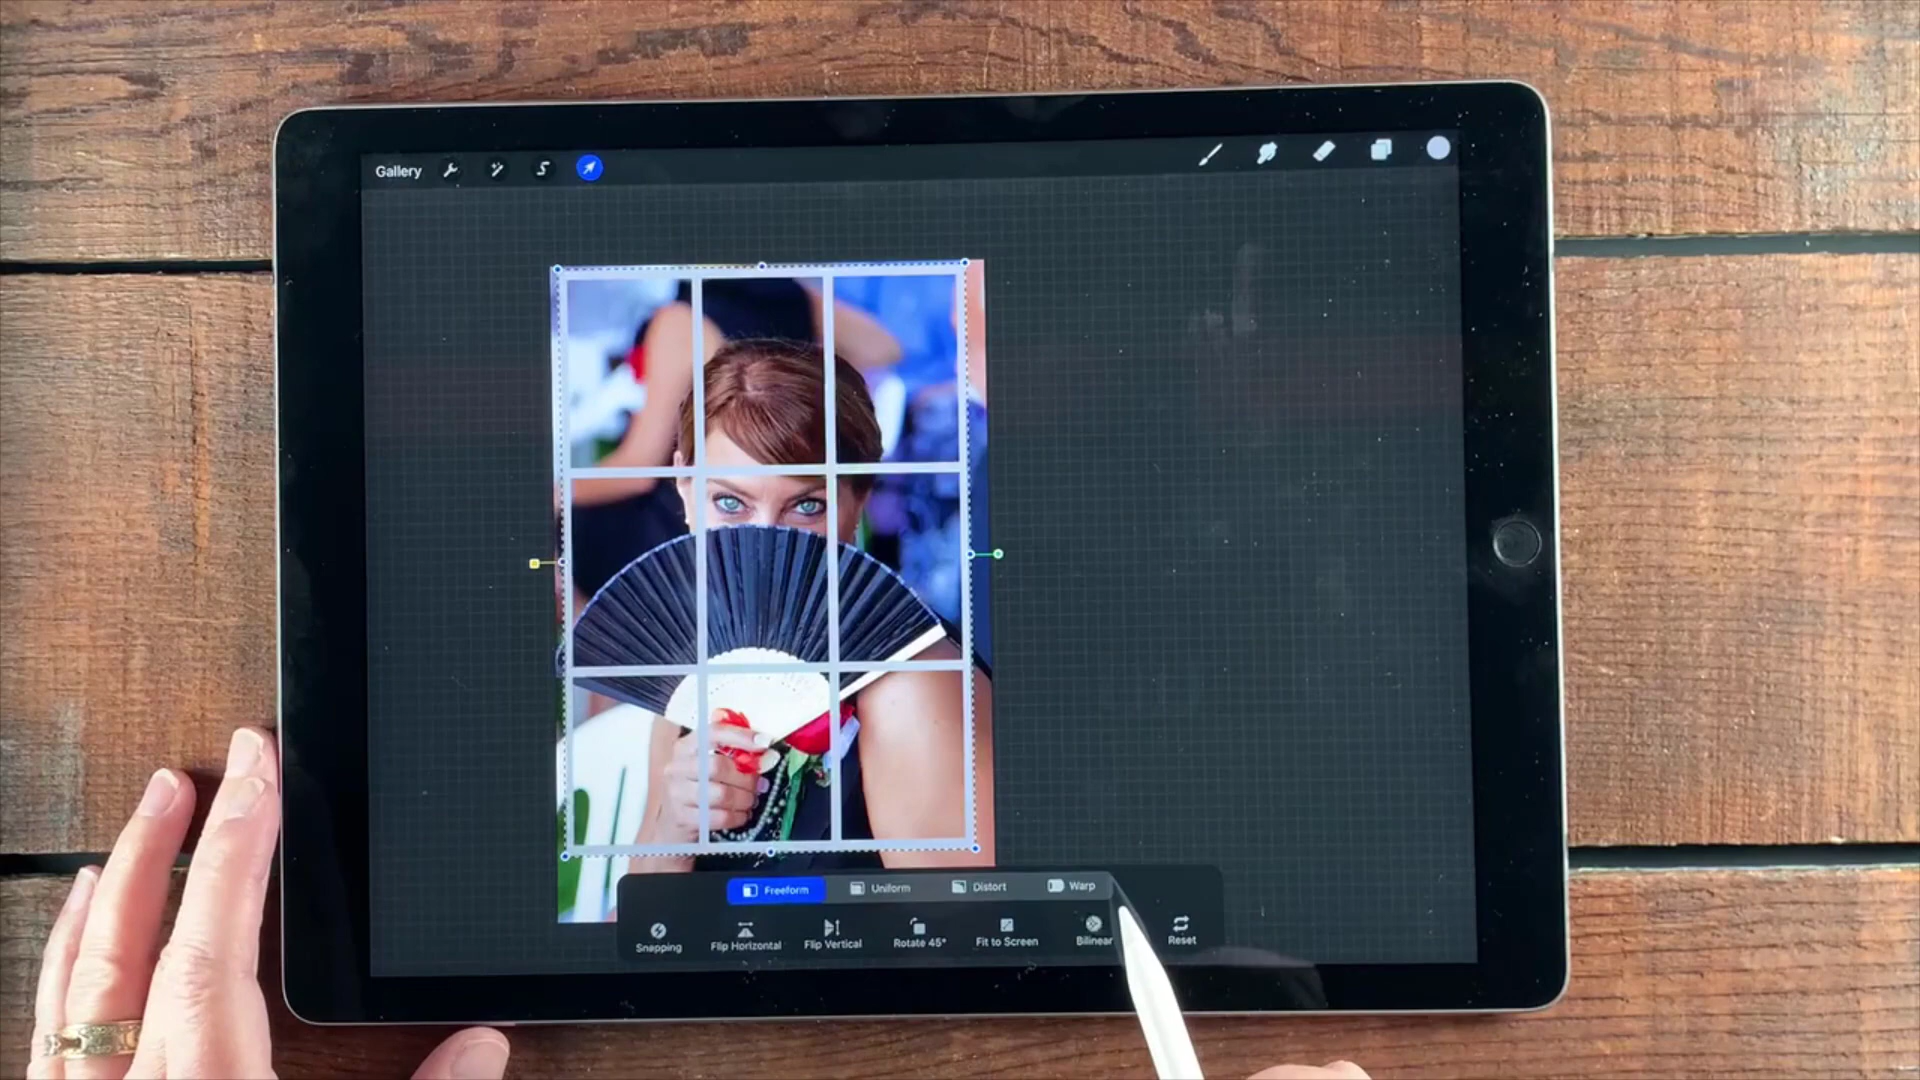 Gallery
Freeform Uniform Distort Warp
Snapping Flip Horizontal Flip Vertical Rotate 45° Fit to Screen Bilinear Reset